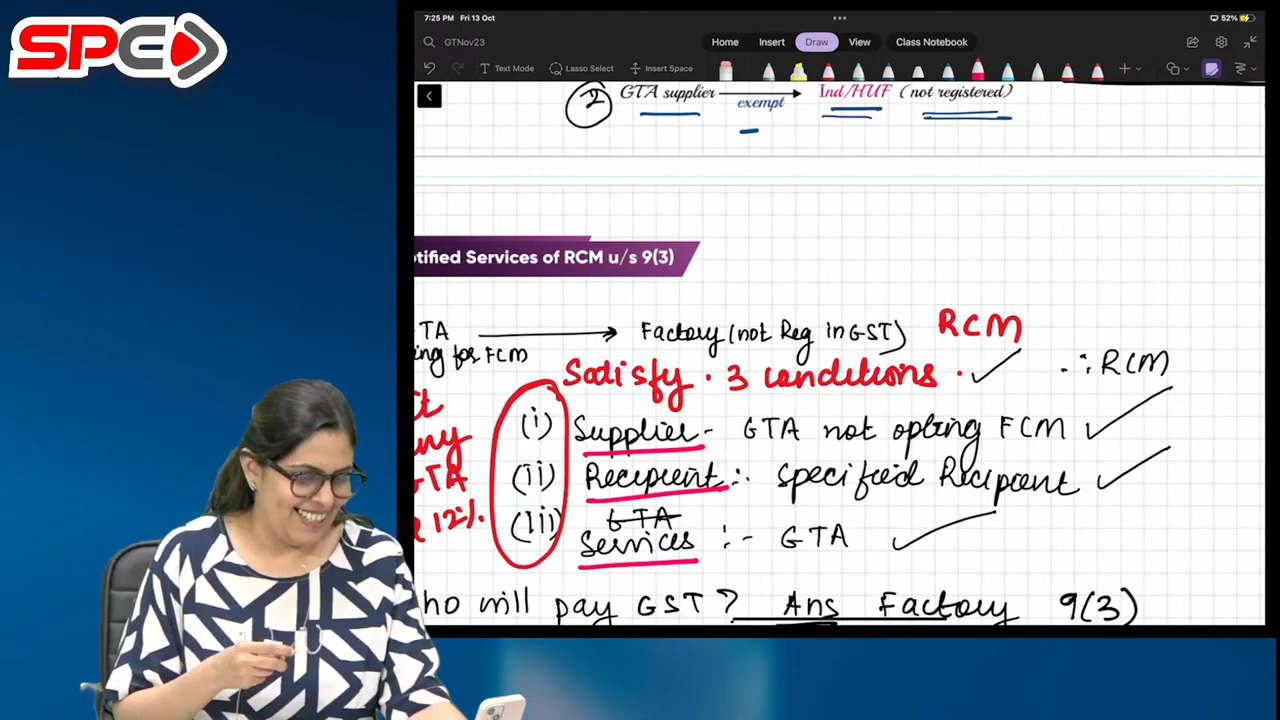 SPC
7:25 PM Fri 13 Oct
52%
GTNov23
Home Insert Draw View Class Notebook
Text Mode Lasso Select Insert Space
2 GTA supplier exempt Ind/HUF (not registered)
otified Services of RCM u/s 9(3)
TA Factory (not Reg in GST) RCM
ing for FCM
Satisfy 3 conditions ∴ RCM
(i) Supplier - GTA not opting FCM
(ii) Recipient :- Specified Recipient
GTA
(iii) Services :- GTA
12%.
ho will pay GST? Ans Factory 9(3)